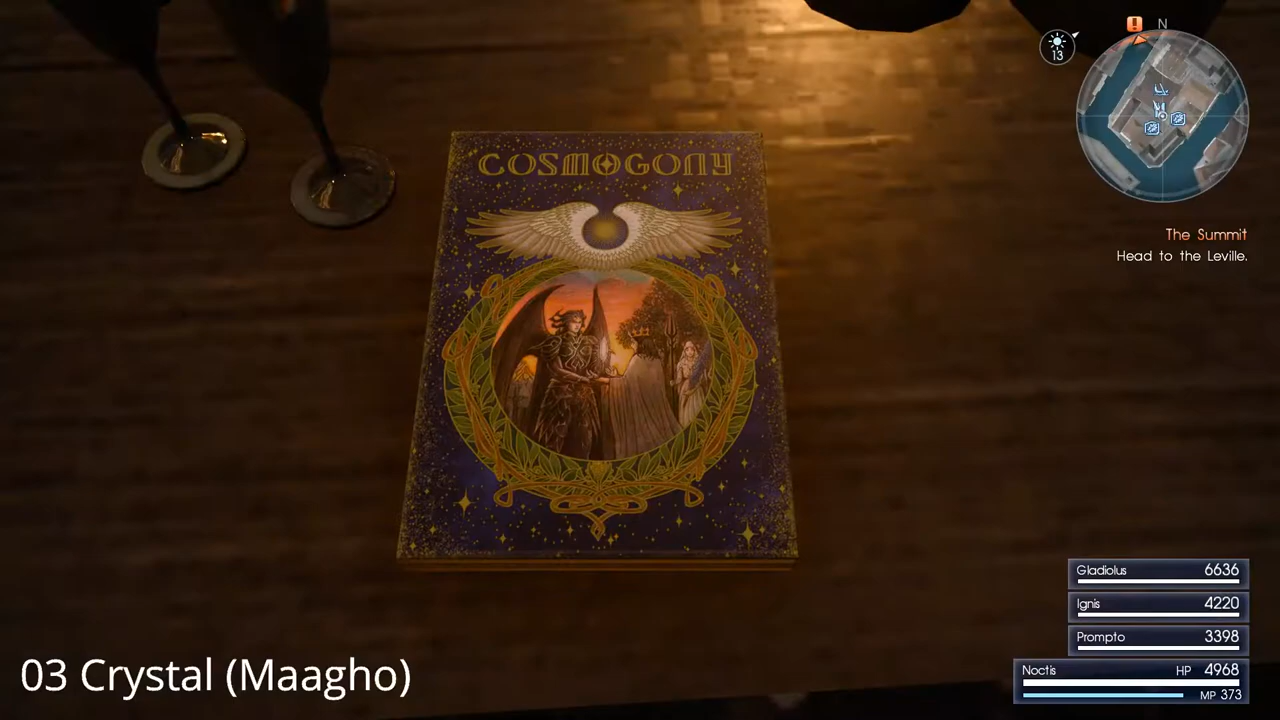 COSMOGONY
N
13
The Summit
Head to the Leville.
Gladiolus 6636
Ignis 4220
Prompto 3398
Noctis HP 4968
MP 373
03 Crystal (Maagho)